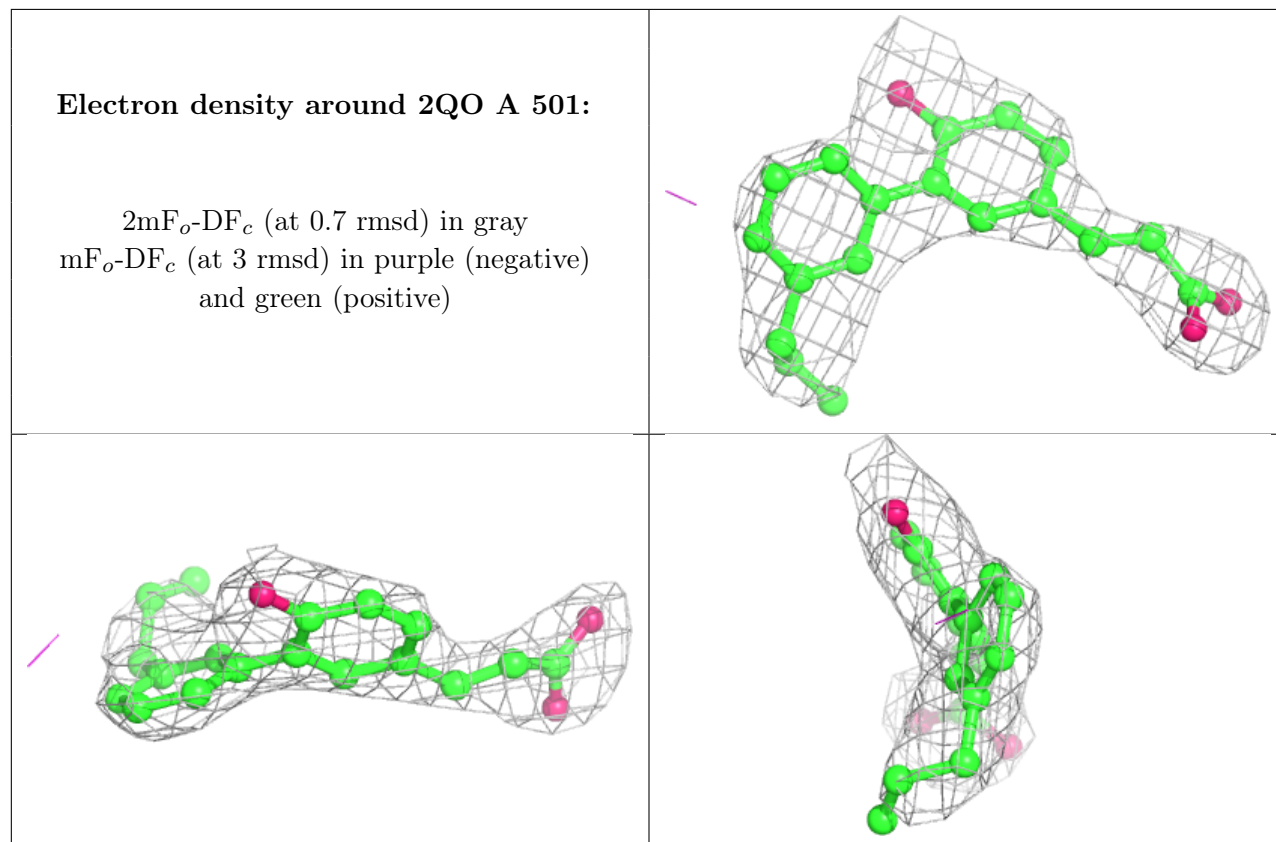 Electron density around 2QO A 501:
2mFo-DFc (at 0.7 rmsd) in gray
mFo-DFc (at 3 rmsd) in purple (negative)
and green (positive)